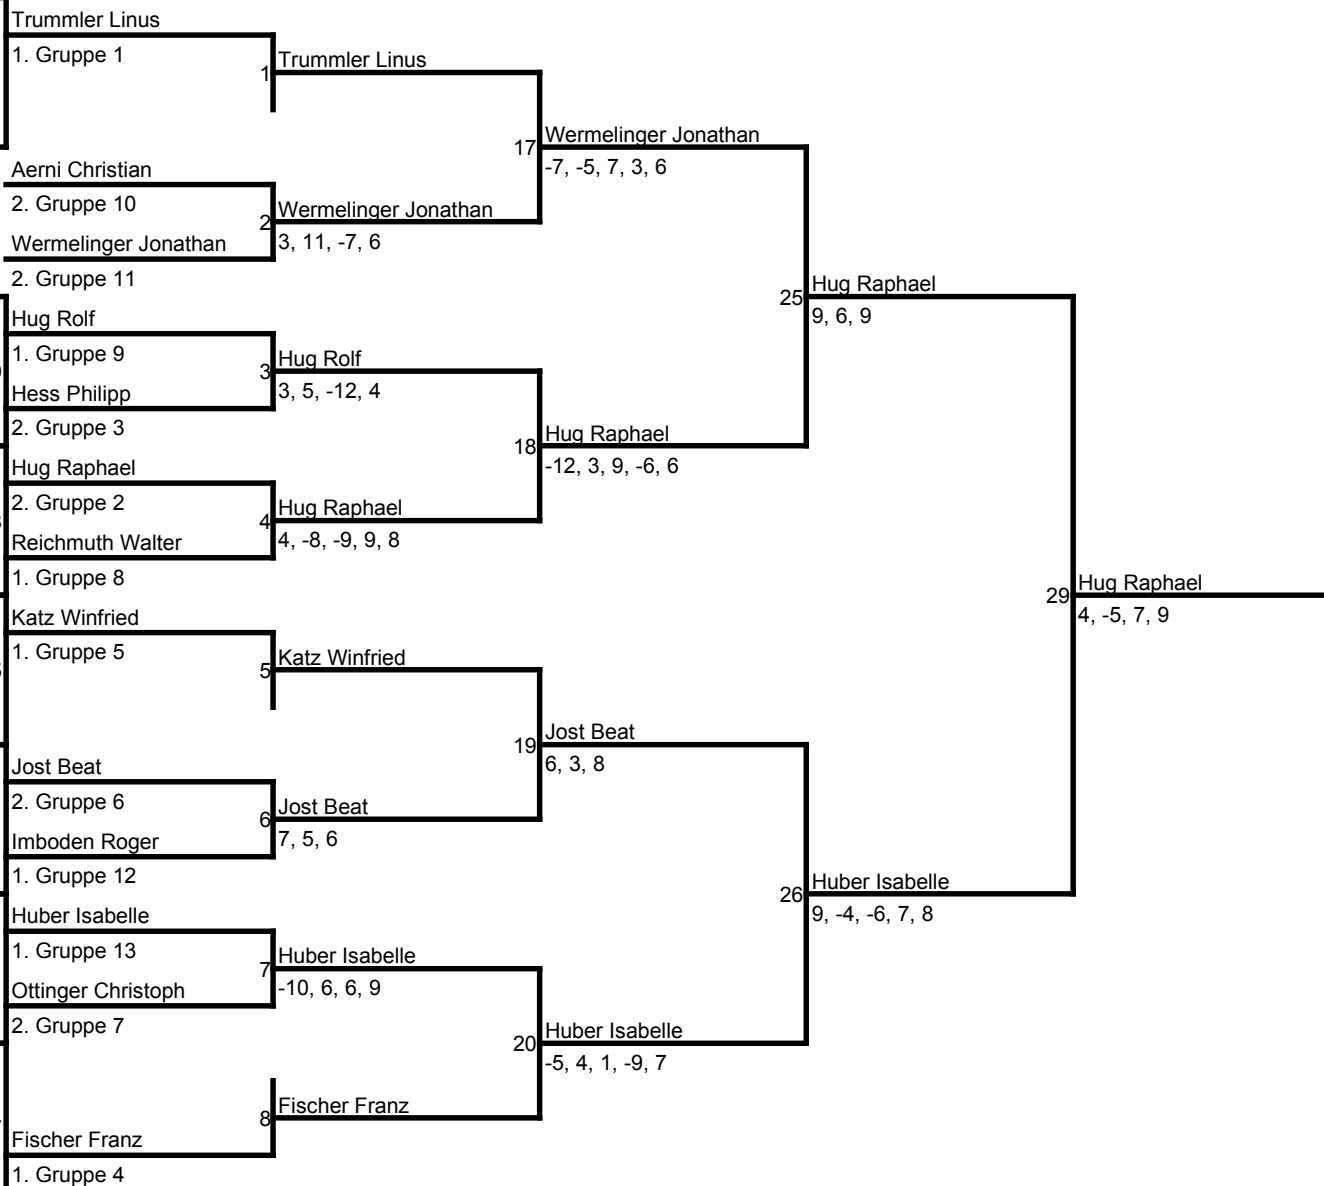 Trummler Linus
1. Gruppe 1
1
Trummler Linus
17
Wermelinger Jonathan
-7, -5, 7, 3, 6
Aerni Christian
2. Gruppe 10
2
Wermelinger Jonathan
3, 11, -7, 6
Wermelinger Jonathan
2. Gruppe 11
25
Hug Raphael
9, 6, 9
Hug Rolf
1. Gruppe 9
3
Hug Rolf
3, 5, -12, 4
Hess Philipp
2. Gruppe 3
18
Hug Raphael
-12, 3, 9, -6, 6
Hug Raphael
2. Gruppe 2
4
Hug Raphael
4, -8, -9, 9, 8
Reichmuth Walter
1. Gruppe 8
29
Hug Raphael
4, -5, 7, 9
Katz Winfried
1. Gruppe 5
5
Katz Winfried
19
Jost Beat
6, 3, 8
Jost Beat
2. Gruppe 6
6
Jost Beat
7, 5, 6
Imboden Roger
1. Gruppe 12
26
Huber Isabelle
9, -4, -6, 7, 8
Huber Isabelle
1. Gruppe 13
7
Huber Isabelle
-10, 6, 6, 9
Ottinger Christoph
2. Gruppe 7
20
Huber Isabelle
-5, 4, 1, -9, 7
8
Fischer Franz
Fischer Franz
1. Gruppe 4